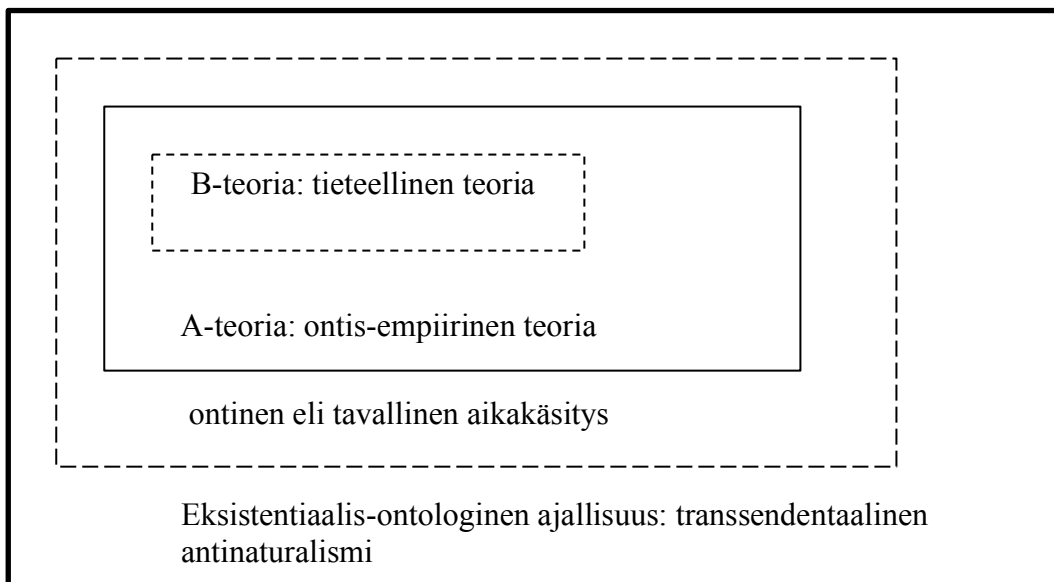 B-teoria: tieteellinen teoria
A-teoria: ontis-empiirinen teoria
ontinen eli tavallinen aikakäsitys
Eksistentiaalis-ontologinen ajallisuus: transsendentaalinen
antinaturalismi